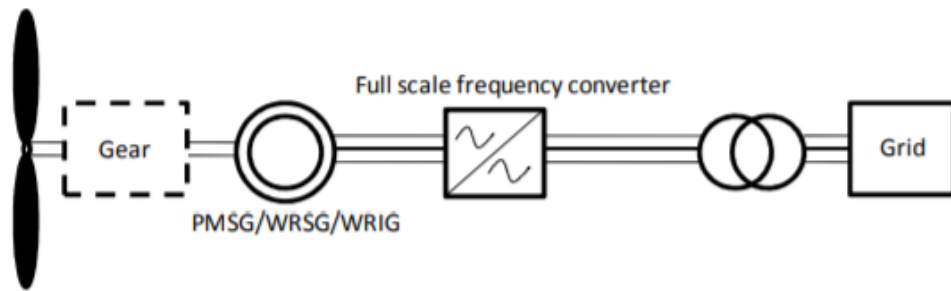 Full scale frequency converter
Gear
Grid
PMSG/WRSG/WRIG